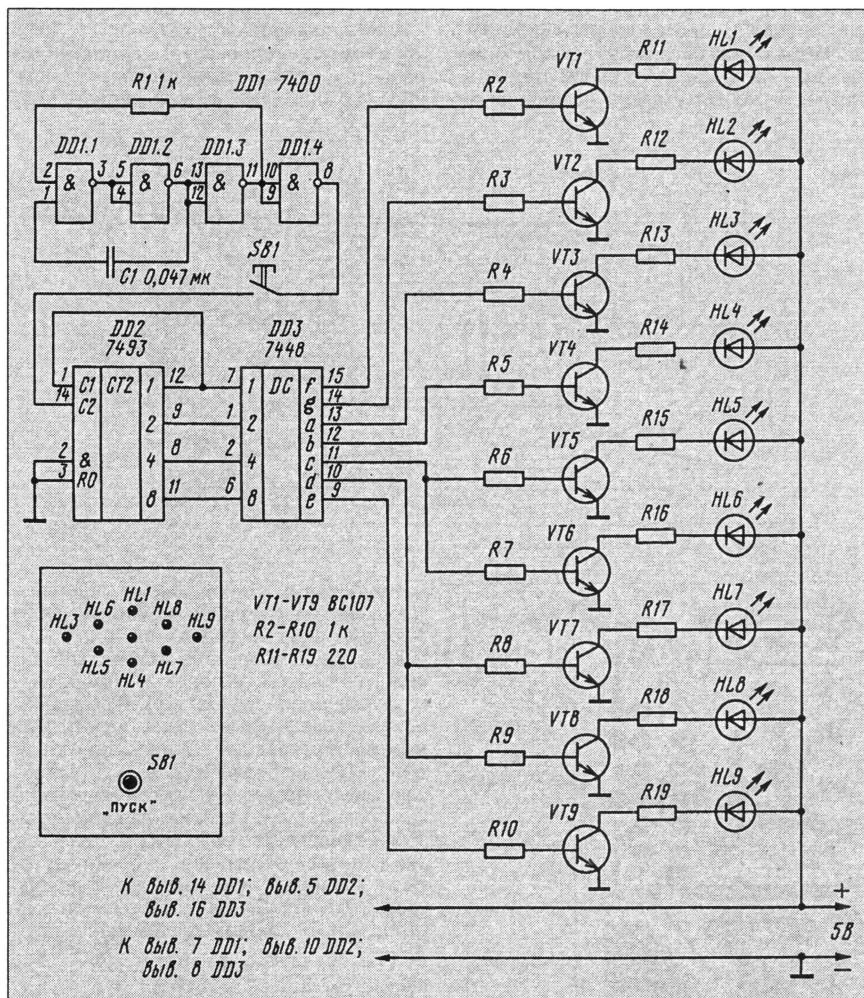 R1 1к
DD1 7400
DD1.1
DD1.2
DD1.3
DD1.4
2
1
&
3
5
4
&
6
13
12
&
11
10
9
&
8
C1 0,047 мк
SB1
DD2
7493
DD3
7448
1
14
2
3
C1
C2
&
R0
CT2
1
2
4
8
12
9
8
11
7
1
2
6
1
2
4
8
DC
f
g
a
b
c
d
e
15
14
13
12
11
10
9
R2
VT1
R11
HL1
R3
VT2
R12
HL2
R4
VT3
R13
HL3
R5
VT4
R14
HL4
R6
VT5
R15
HL5
R7
VT6
R16
HL6
R8
VT7
R17
HL7
R9
VT8
R18
HL8
R10
VT9
R19
HL9
HL1
HL6
HL8
HL3
HL9
HL5
HL7
HL4
SB1
„ПУСК"
VT1-VT9 BC107
R2-R10 1к
R11-R19 220
К выв. 14 DD1; выв. 5 DD2;
выв. 16 DD3
К выв. 7 DD1; выв. 10 DD2;
выв. 8 DD3
+
5В
−